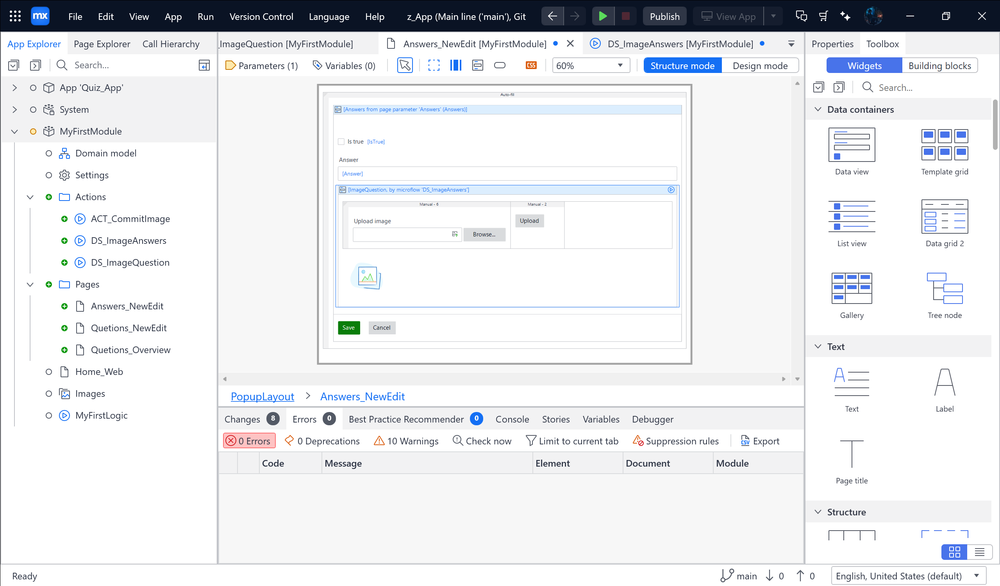 mx File Edit View App Run Version Control Language Help z_App (Main line ('main'), Git Publish View App
App Explorer Page Explorer Call Hierarchy
Search...
App 'Quiz_App'
System
MyFirstModule
Domain model
Settings
Actions
ACT_CommitImage
DS_ImageAnswers
DS_ImageQuestion
Pages
Answers_NewEdit
Quetions_NewEdit
Quetions_Overview
Home_Web
Images
MyFirstLogic
_ImageQuestion [MyFirstModule] Answers_NewEdit [MyFirstModule] DS_ImageAnswers [MyFirstModule]
Parameters (1) Variables (0) CSS 60% Structure mode Design mode
Auto-fill
[Answers from page parameter 'Answers' (Answers)]
Is true [IsTrue]
Answer
[Answer]
[ImageQuestion, by microflow 'DS_ImageAnswers']
Manual - 6 Manual - 2
Upload image Upload
Browse...
Save Cancel
PopupLayout > Answers_NewEdit
Changes 8 Errors 0 Best Practice Recommender 0 Console Stories Variables Debugger
0 Errors 0 Deprecations 10 Warnings Check now Limit to current tab Suppression rules CSV Export
Code Message Element Document Module
Properties Toolbox
Widgets Building blocks
Search...
Data containers
Data view Template grid
List view Data grid 2
Gallery Tree node
Text
Text Label
Page title
Structure
Ready main 0 0 English, United States (default)